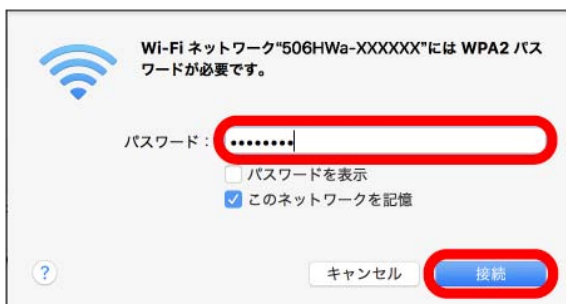 Wi-Fi ネットワーク“506HWa-XXXXXX”には WPA2 パス
ワードが必要です。
パスワード： ••••••••
パスワードを表示
このネットワークを記憶
? キャンセル 接続